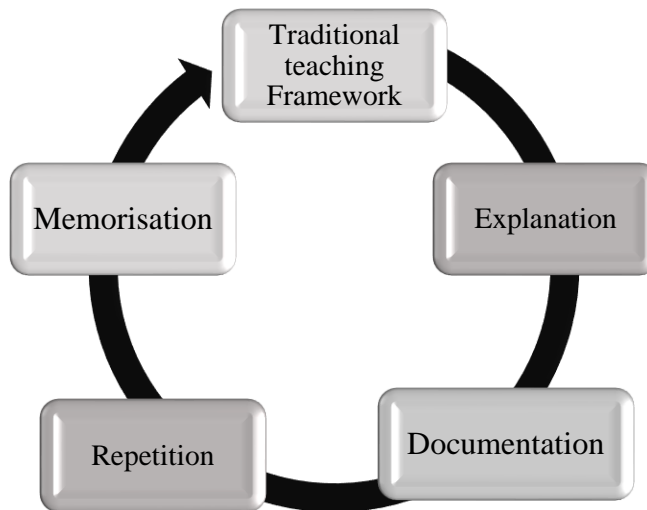 Traditional
teaching
Framework
Explanation
Documentation
Repetition
Memorisation